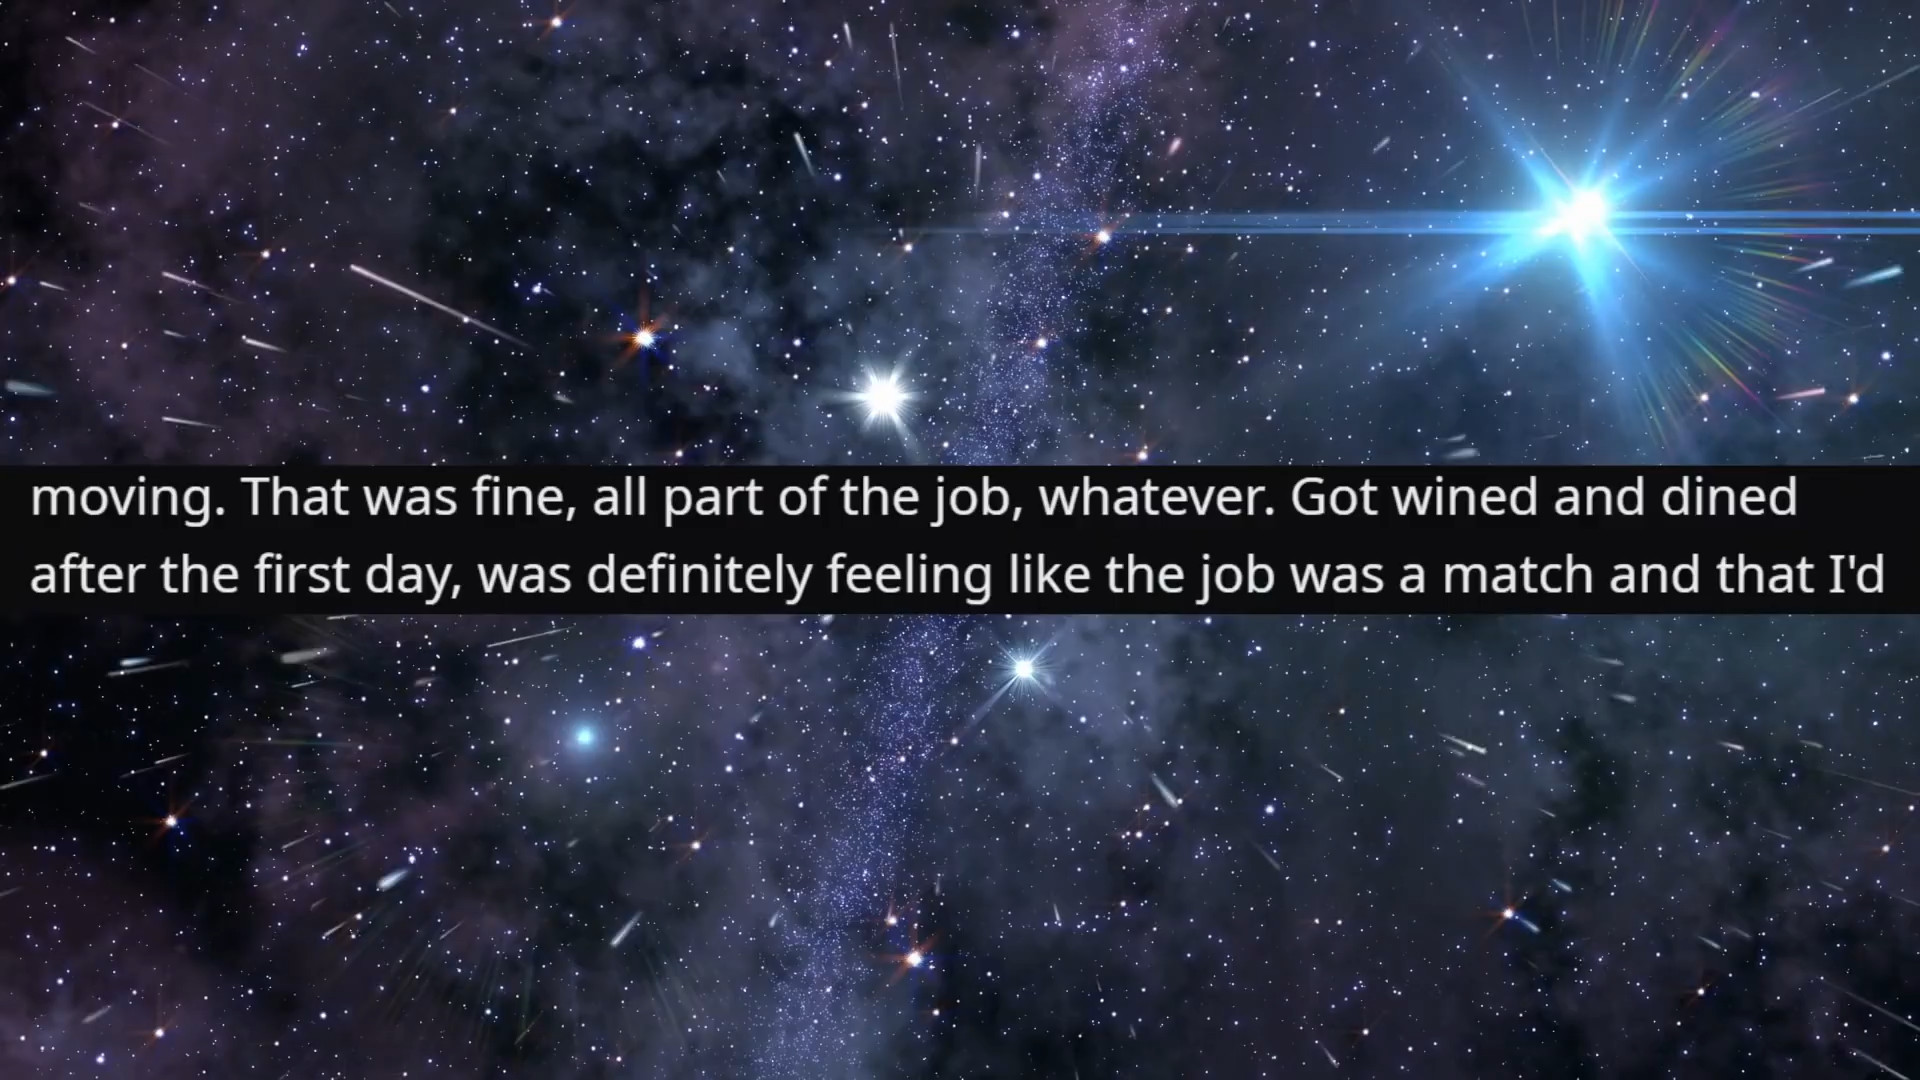 moving. That was fine, all part of the job, whatever. Got wined and dined
after the first day, was definitely feeling like the job was a match and that I'd